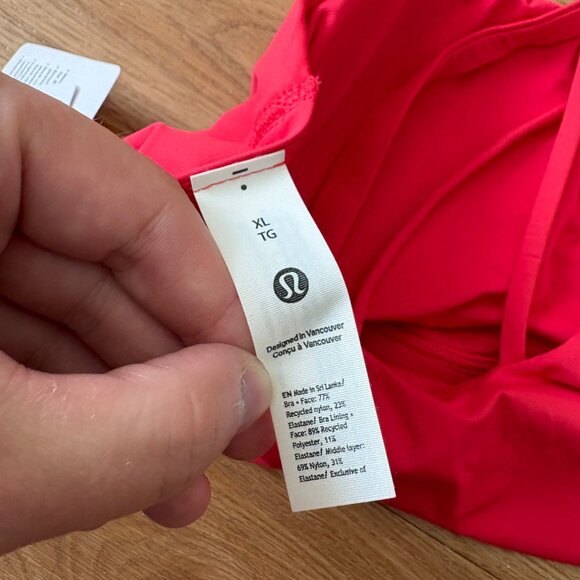 XL
TG
Designed in Vancouver
Conçu à Vancouver
EN Made in Sri Lanka/
Bra • Face: 77%
Recycled nylon, 23%
Elastane/ Bra Lining •
Face: 89% Recycled
Polyester, 11%
Elastane/ Middle layer:
69% Nylon, 31%
Elastane/ Exclusive of